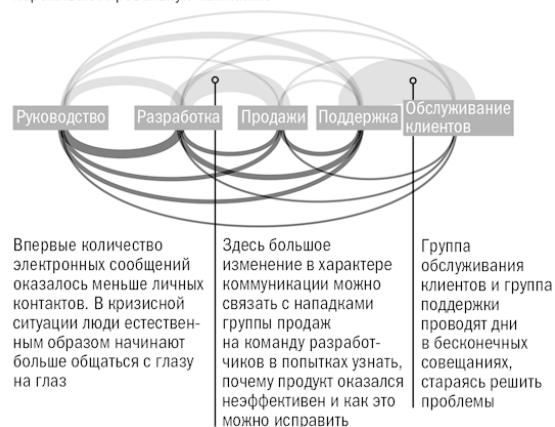 Руководство
Разработка
Продажи
Поддержка
Обслуживание
клиентов
Впервые количество
электронных сообщений
оказалось меньше личных
контактов. В кризисной
ситуации люди естествен-
ным образом начинают
больше общаться с глазу
на глаз
Здесь большое
изменение в характере
коммуникации можно
связать с нападками
группы продаж
на команду разработ-
чиков в попытках узнать,
почему продукт оказался
неэффективен и как это
можно исправить
Группа
обслуживания
клиентов и группа
поддержки
проводят дни
в бесконечных
совещаниях,
стараясь решить
проблемы